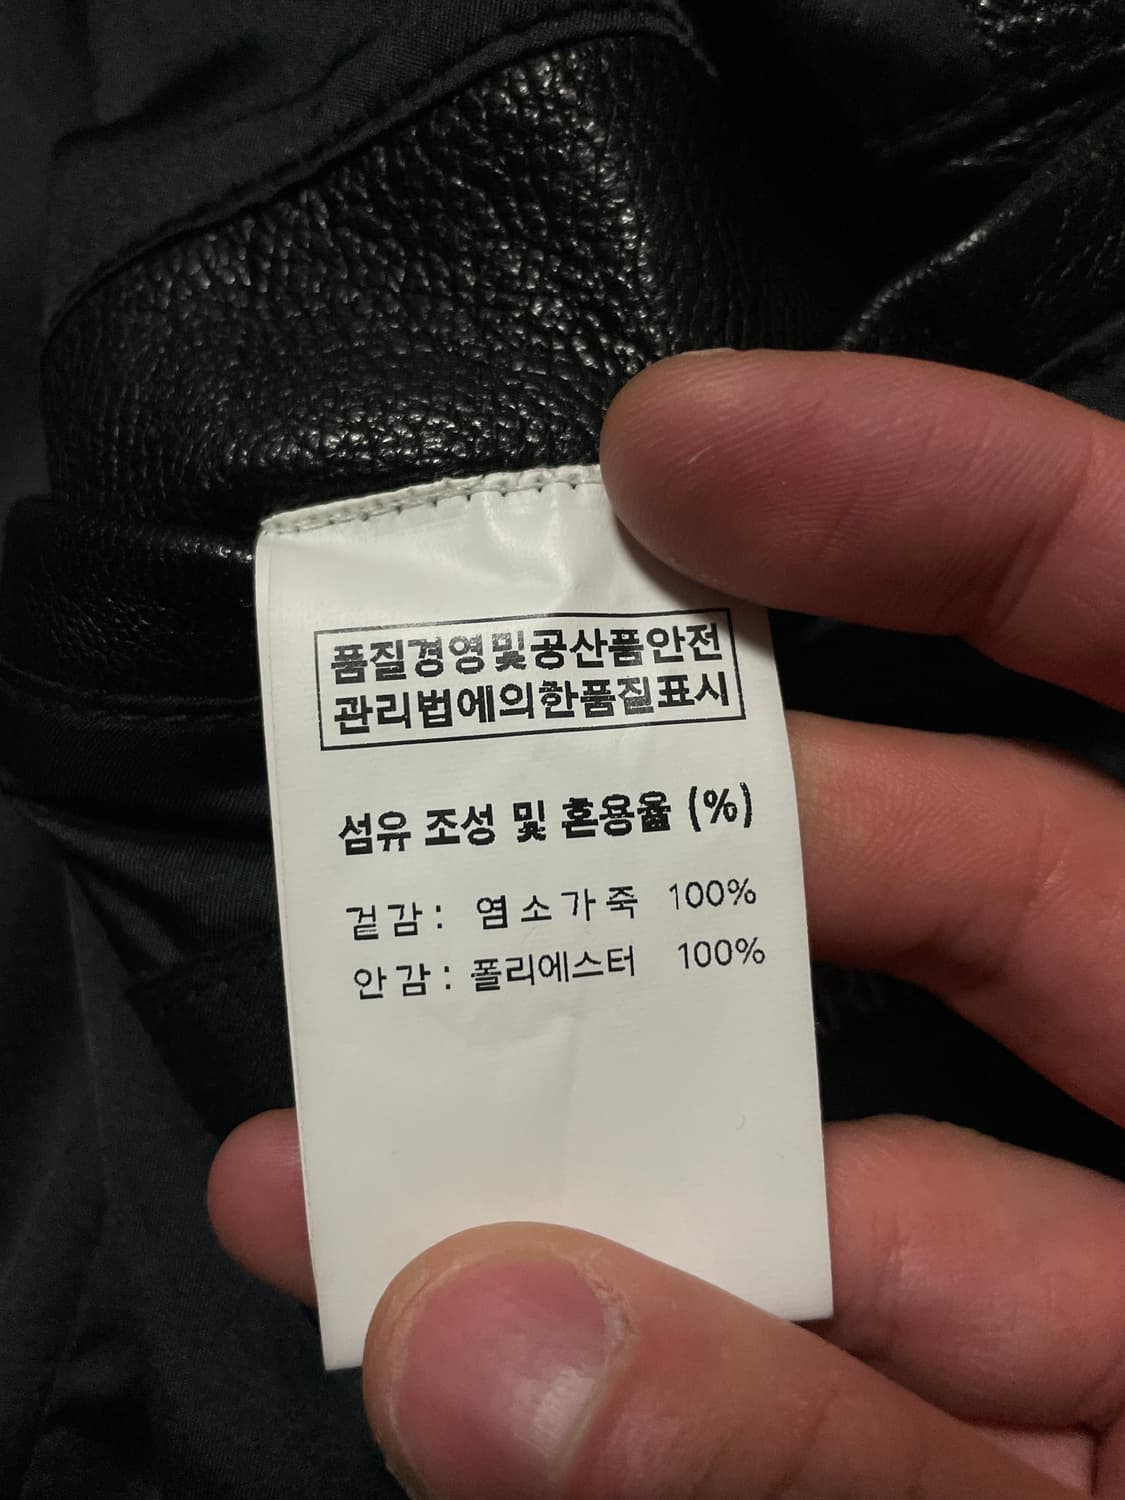 품질경영및공산품안전
관리법에의한품질표시
섬유 조성 및 혼용율 (%)
겉감 : 염소가죽 100%
안감 : 폴리에스터 100%